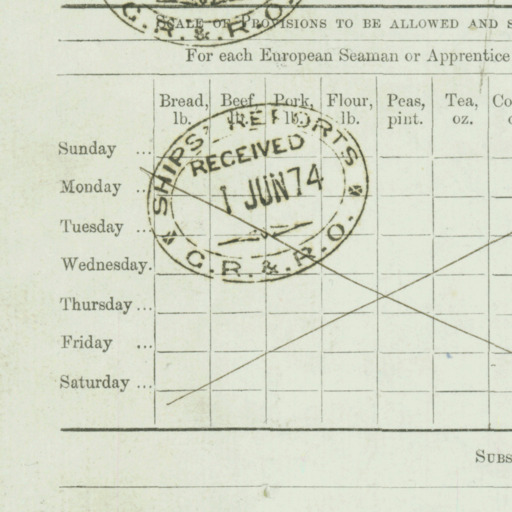 C. R. & R. O.
SCALE OF PROVISIONS TO BE ALLOWED AND
For each European Seaman or Apprentice
Bread, lb. Beef, lb. Pork, lb. Flour, lb. Peas, pint. Tea, oz.
SHIPS' REPORTS
RECEIVED
1 JUN 74
C. R. & R. O.
Sunday ...
Monday ...
Tuesday ...
Wednesday.
Thursday ...
Friday ...
Saturday ...